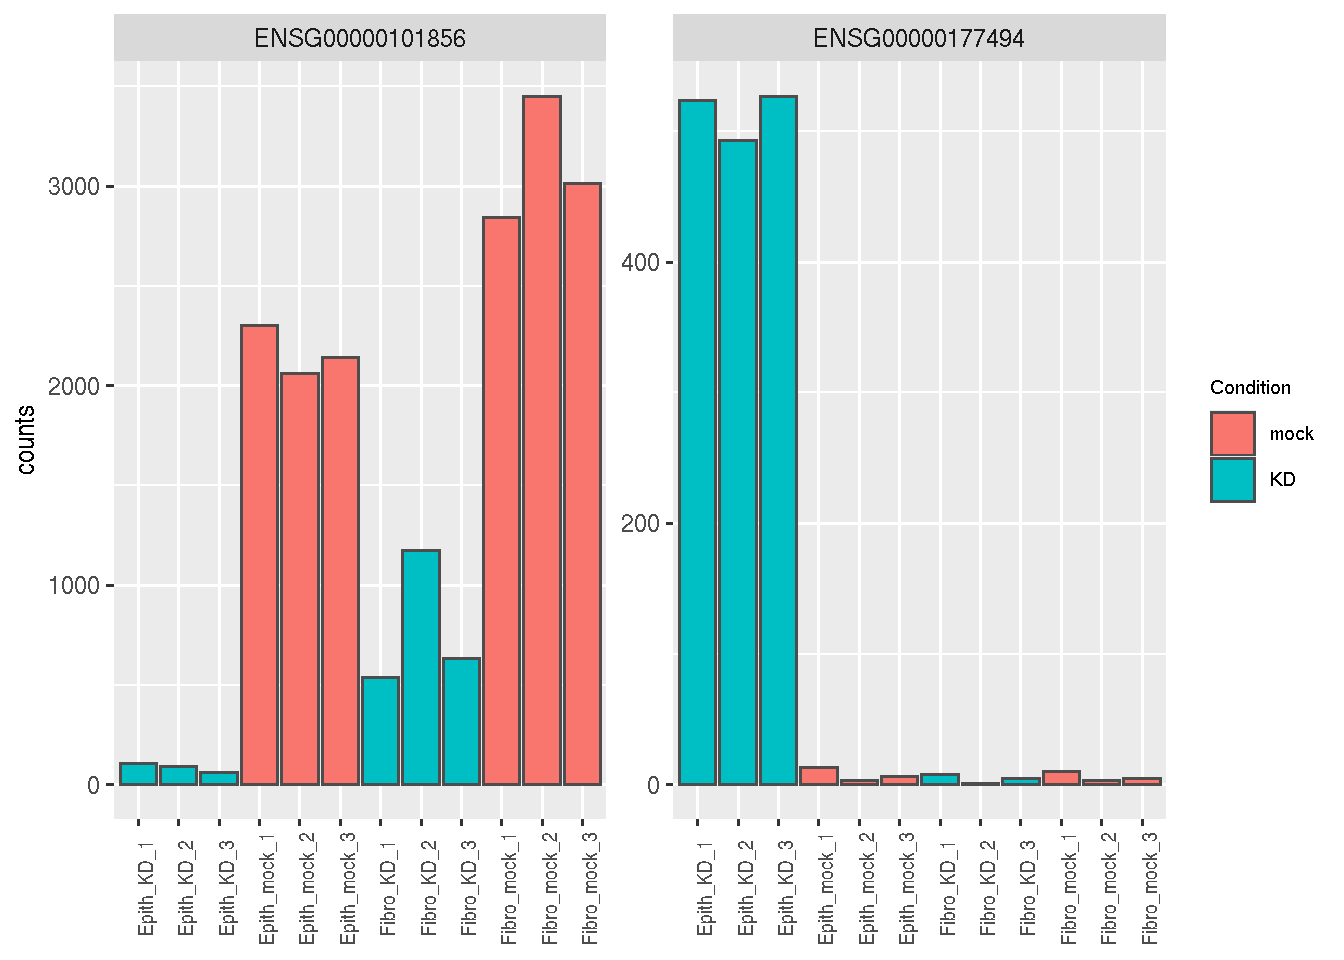 ENSG00000101856
ENSG00000177494
counts
3000
2000
1000
0
400
200
0
Epith_KD_1
Epith_KD_2
Epith_KD_3
Epith_mock_1
Epith_mock_2
Epith_mock_3
Fibro_KD_1
Fibro_KD_2
Fibro_KD_3
Fibro_mock_1
Fibro_mock_2
Fibro_mock_3
Epith_KD_1
Epith_KD_2
Epith_KD_3
Epith_mock_1
Epith_mock_2
Epith_mock_3
Fibro_KD_1
Fibro_KD_2
Fibro_KD_3
Fibro_mock_1
Fibro_mock_2
Fibro_mock_3
Condition
mock
KD